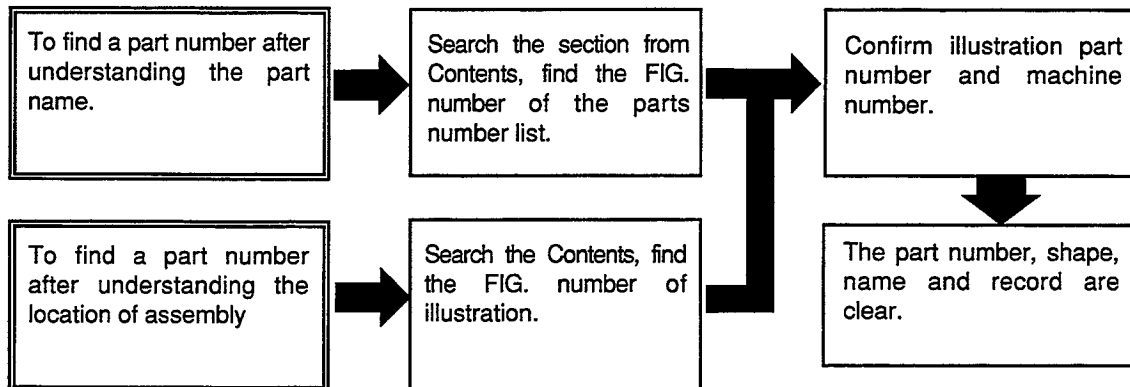 To find a part number after
understanding the part
name.
Search the section from
Contents, find the FIG.
number of the parts
number list.
Confirm illustration part
number and machine
number.
To find a part number
after understanding the
location of assembly
Search the Contents, find
the FIG. number of
illustration.
The part number, shape,
name and record are
clear.